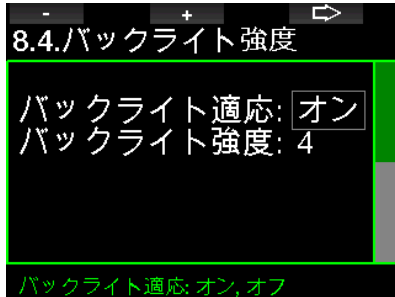 - + ⇨
8.4.バックライト強度
バックライト適応: オン
バックライト強度: 4
バックライト適応: オン, オフ